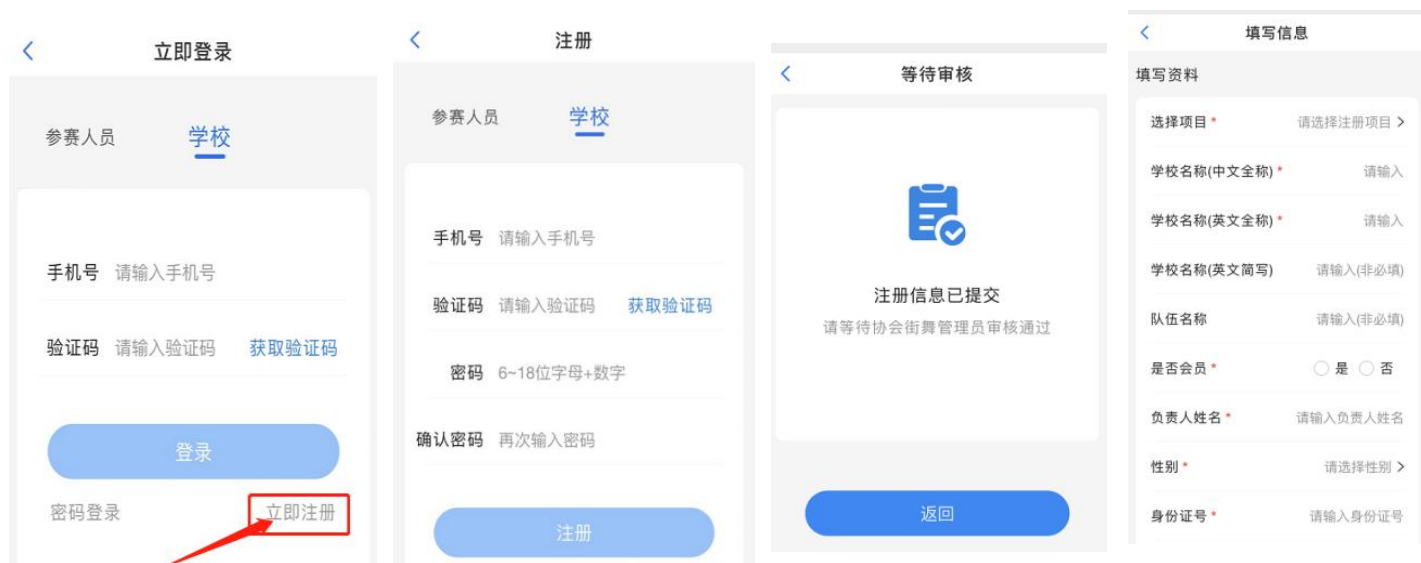 立即登录
参赛人员 学校
手机号 请输入手机号
验证码 请输入验证码 获取验证码
登录
密码登录 立即注册
注册
参赛人员 学校
手机号 请输入手机号
验证码 请输入验证码 获取验证码
密码 6~18位字母+数字
确认密码 再次输入密码
注册
等待审核
注册信息已提交
请等待协会街舞管理员审核通过
返回
填写信息
填写资料
选择项目* 请选择注册项目 >
学校名称(中文全称)* 请输入
学校名称(英文全称)* 请输入
学校名称(英文简写) 请输入(非必填)
队伍名称 请输入(非必填)
是否会员* 是 否
负责人姓名* 请输入负责人姓名
性别* 请选择性别 >
身份证号* 请输入身份证号